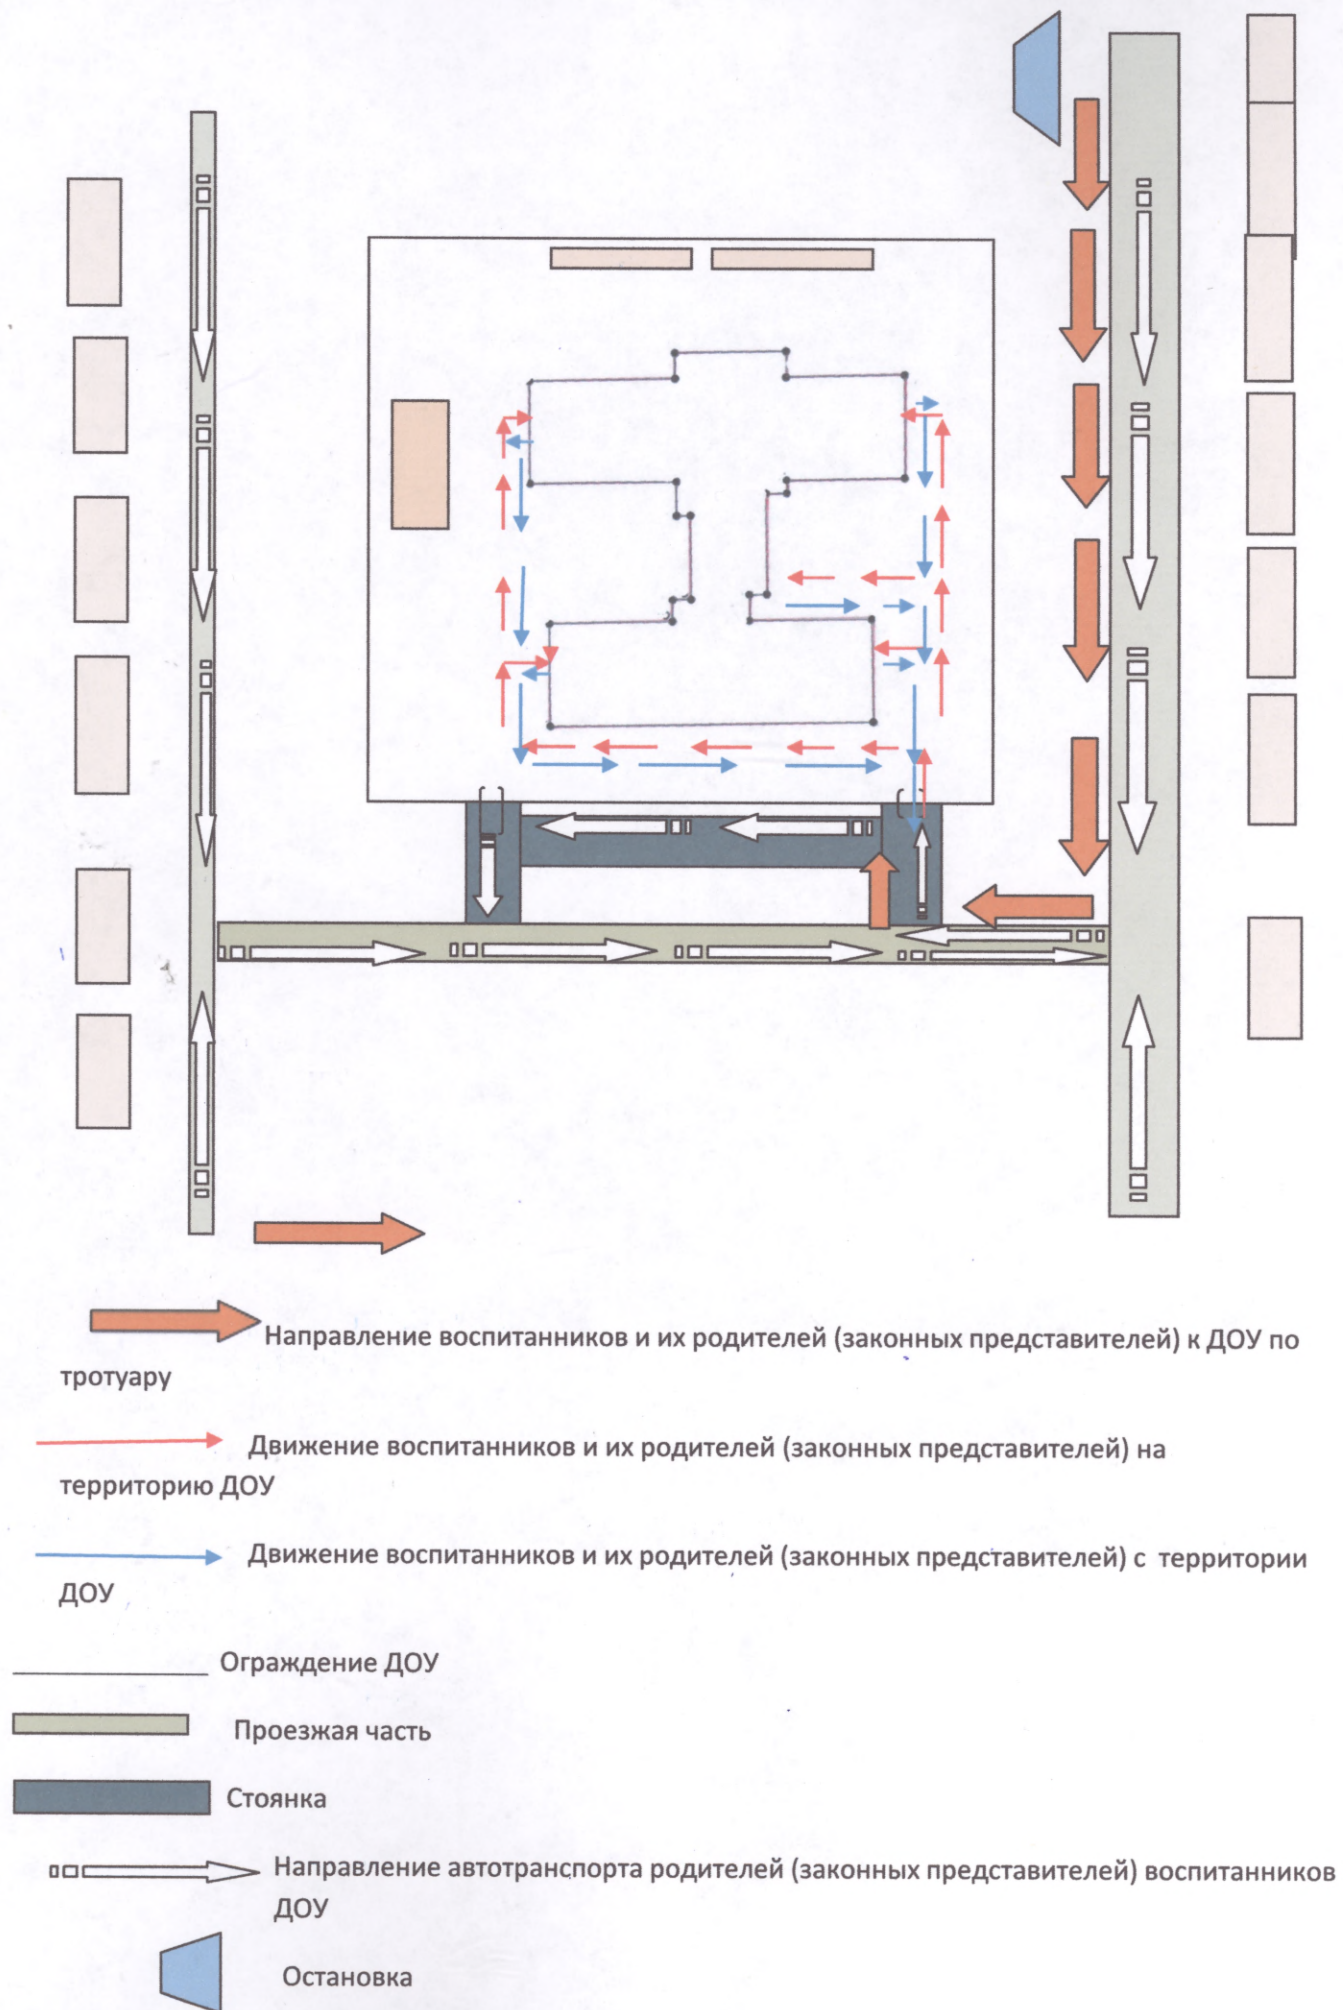 Направление воспитанников и их родителей (законных представителей) к ДОУ по
тротуару
Движение воспитанников и их родителей (законных представителей) на
территорию ДОУ
Движение воспитанников и их родителей (законных представителей) с территории
ДОУ
Ограждение ДОУ
Проезжая часть
Стоянка
Направление автотранспорта родителей (законных представителей) воспитанников
ДОУ
Остановка